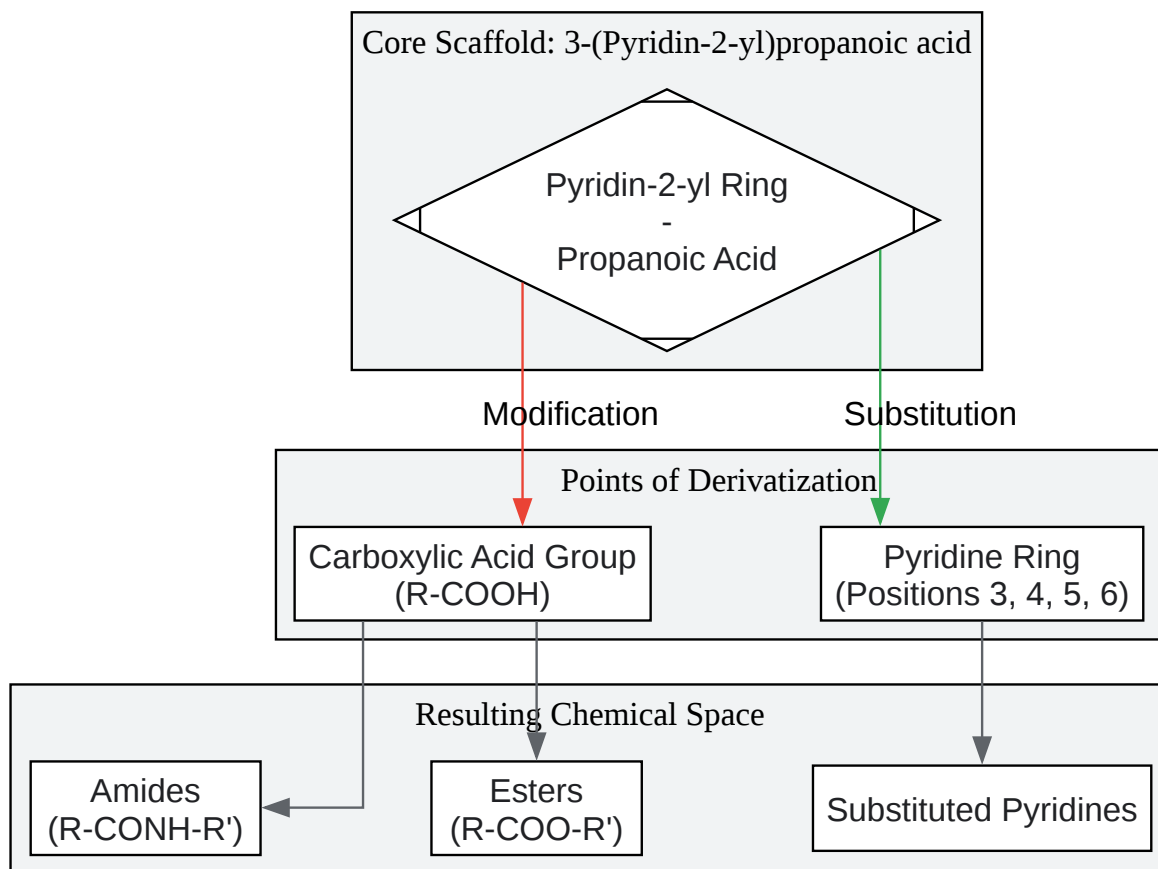 Core Scaffold: 3-(Pyridin-2-yl)propanoic acid
Pyridin-2-yl Ring
-
Propanoic Acid
Modification
Substitution
Points of Derivatization
Carboxylic Acid Group
(R-COOH)
Pyridine Ring
(Positions 3, 4, 5, 6)
Resulting Chemical Space
Amides
(R-CONH-R')
Esters
(R-COO-R')
Substituted Pyridines